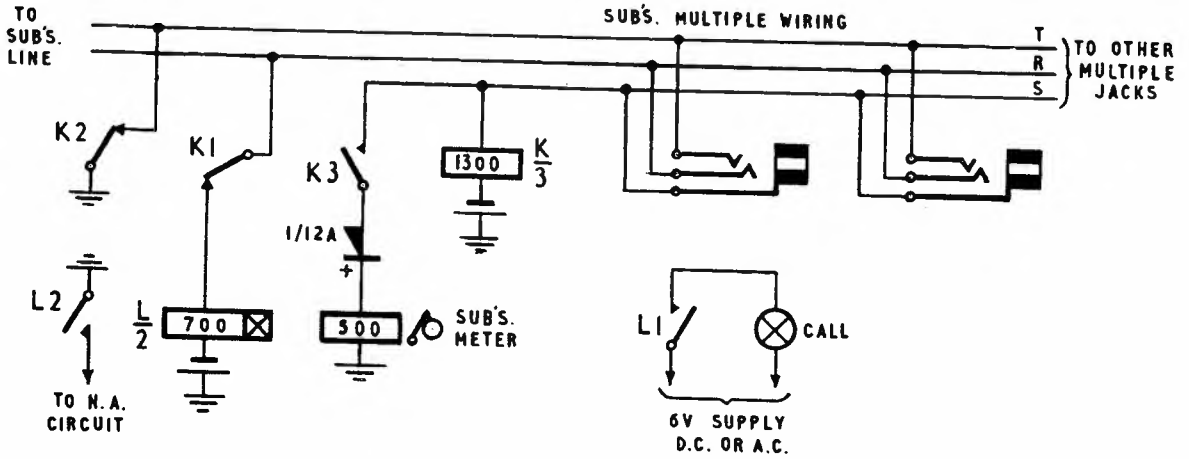 TO
SUB'S.
LINE
SUB'S. MULTIPLE WIRING
T
R
S
TO OTHER
MULTIPLE
JACKS
K2
K1
K3
1300
K
3
1/12A
+
L2
L
2
700
500
SUB'S.
METER
L1
CALL
TO N.A.
CIRCUIT
6V SUPPLY
D.C. OR A.C.